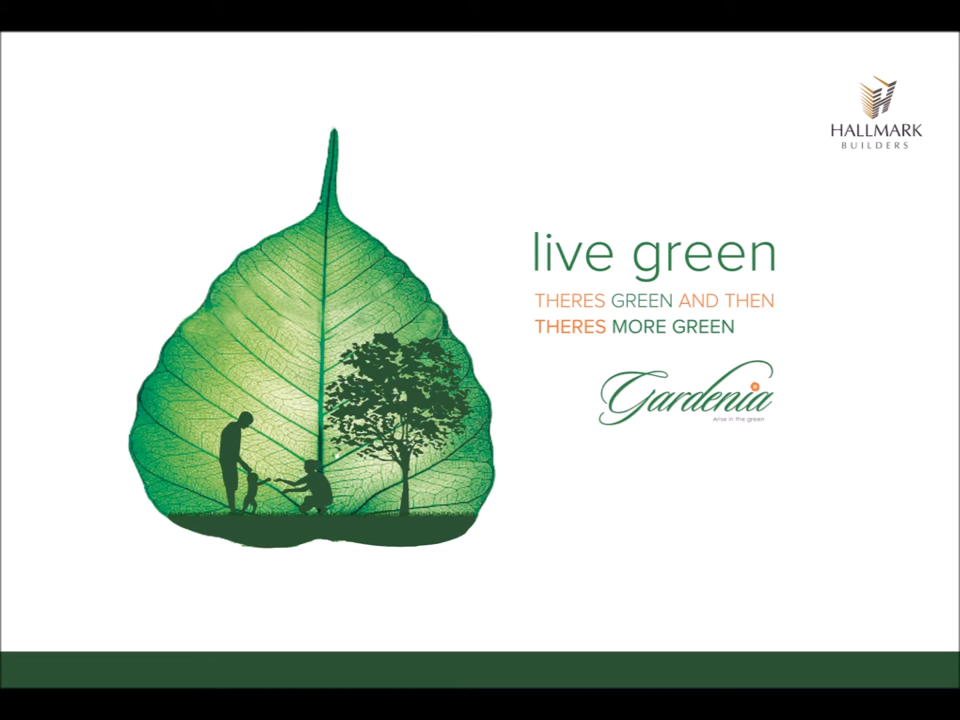 HALLMARK
BUILDERS
live green
THERES GREEN AND THEN
THERES MORE GREEN
Gardenia
Arise in the green